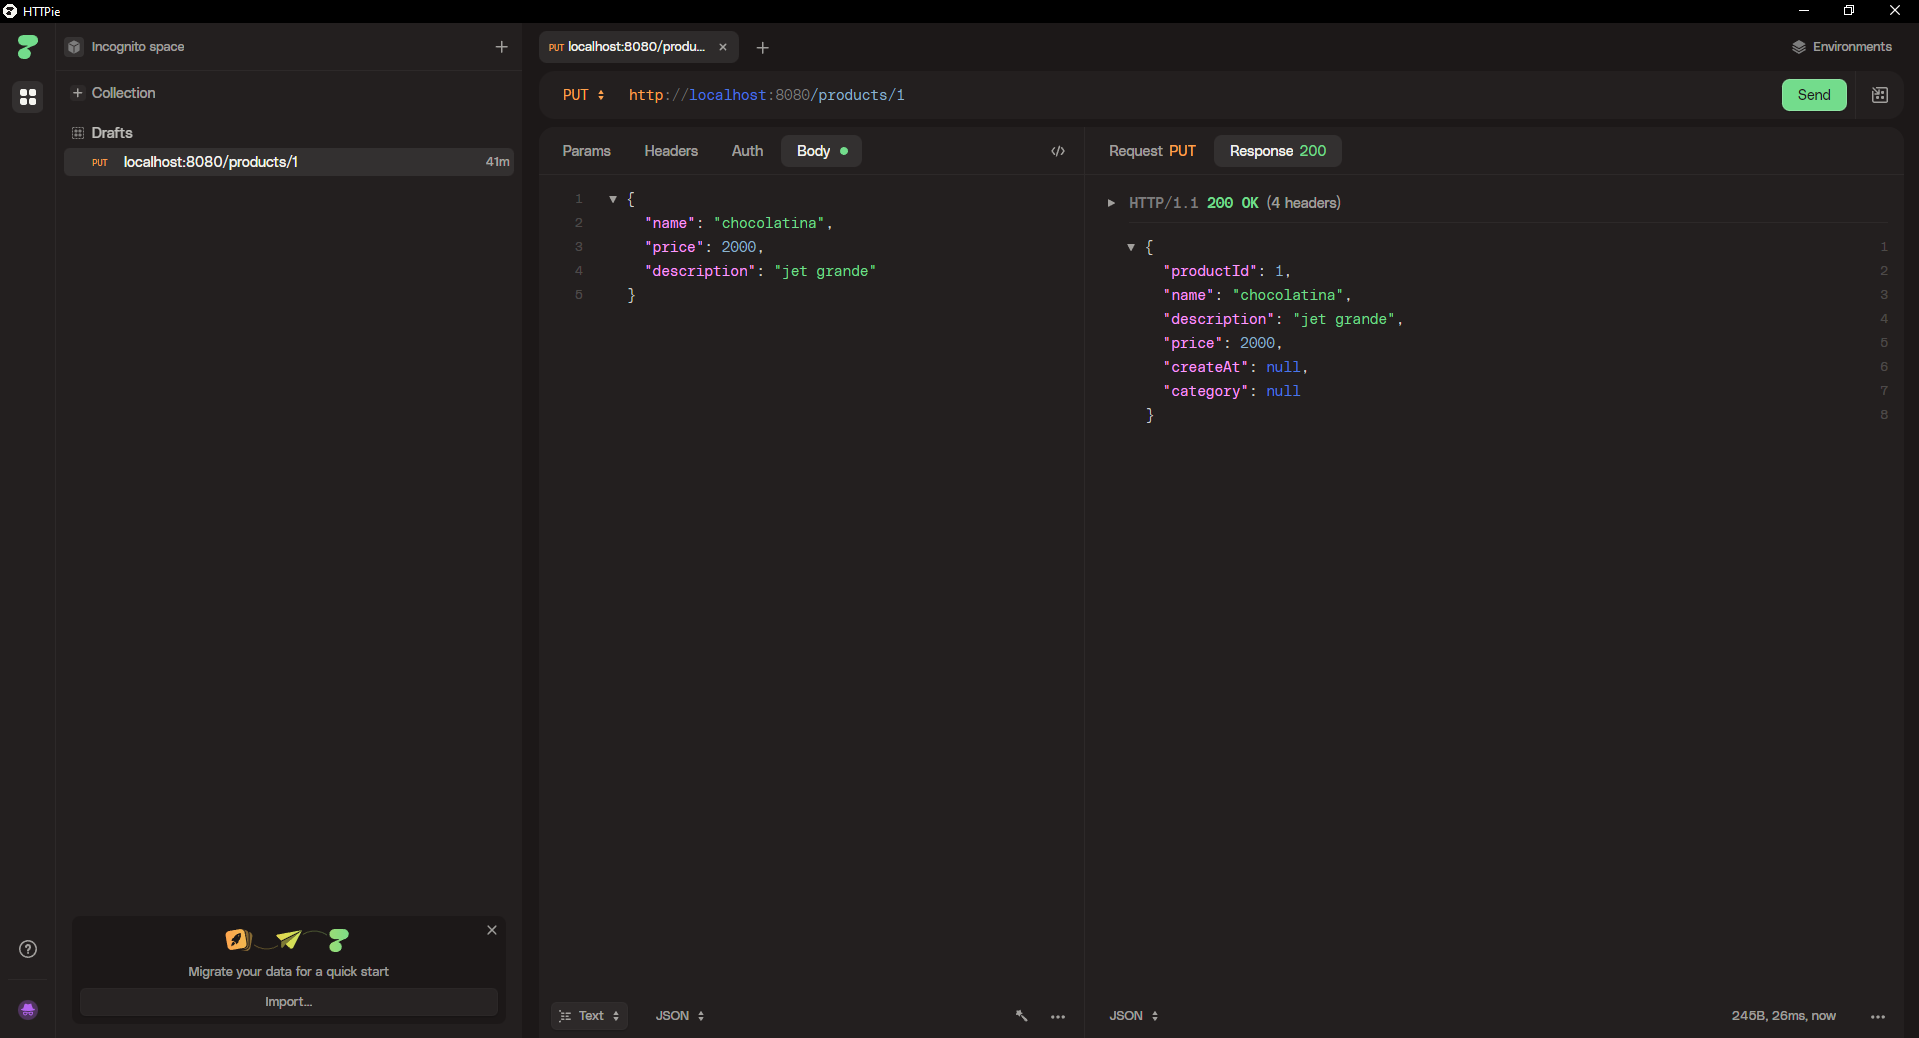 HTTPie
Incognito space
Collection
Drafts
PUT localhost:8080/products/1 41m
Migrate your data for a quick start
Import...
PUT localhost:8080/produ...
Environments
PUT http://localhost:8080/products/1
Send
Params Headers Auth Body
1 {
2 "name": "chocolatina",
3 "price": 2000,
4 "description": "jet grande"
5 }
Text JSON
Request PUT Response 200
HTTP/1.1 200 OK (4 headers)
{ 1
"productId": 1, 2
"name": "chocolatina", 3
"description": "jet grande", 4
"price": 2000, 5
"createAt": null, 6
"category": null 7
} 8
JSON 245B, 26ms, now